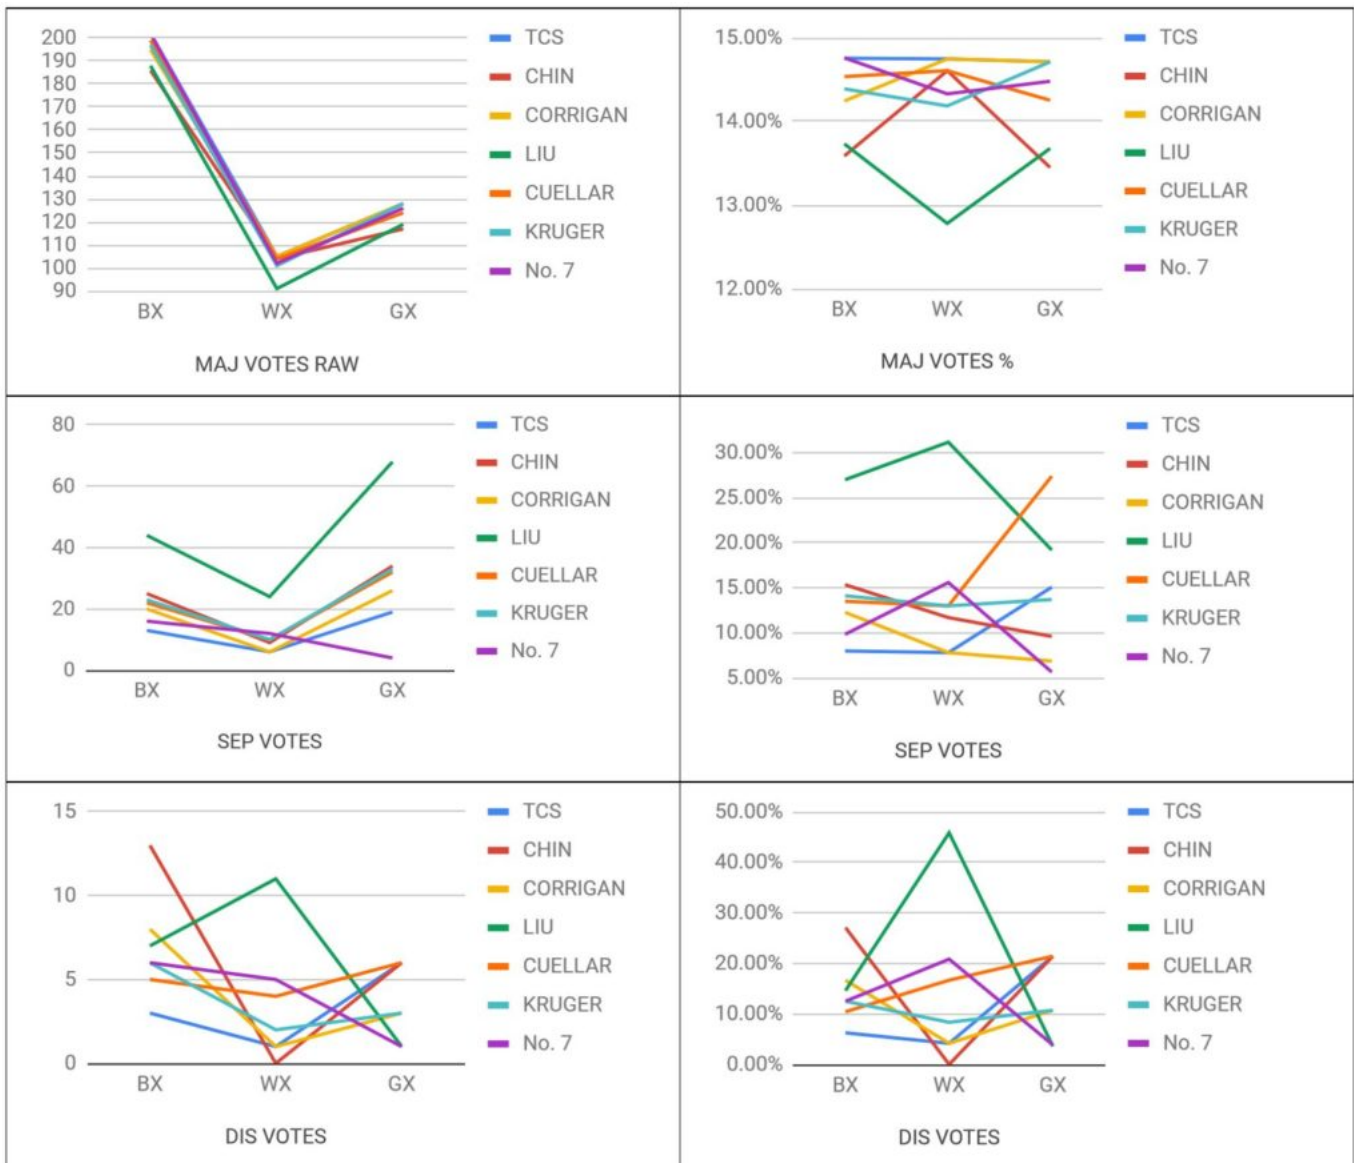 200
190
180
170
160
150
140
130
120
110
100
90
BX WX GX
TCS
CHIN
CORRIGAN
LIU
CUELLAR
KRUGER
No. 7
MAJ VOTES RAW
15.00%
14.00%
13.00%
12.00%
BX WX GX
TCS
CHIN
CORRIGAN
LIU
CUELLAR
KRUGER
No. 7
MAJ VOTES %
80
60
40
20
0
BX WX GX
TCS
CHIN
CORRIGAN
LIU
CUELLAR
KRUGER
No. 7
SEP VOTES
30.00%
25.00%
20.00%
15.00%
10.00%
5.00%
BX WX GX
TCS
CHIN
CORRIGAN
LIU
CUELLAR
KRUGER
No. 7
SEP VOTES
15
10
5
0
BX WX GX
TCS
CHIN
CORRIGAN
LIU
CUELLAR
KRUGER
No. 7
DIS VOTES
50.00%
40.00%
30.00%
20.00%
10.00%
0.00%
BX WX GX
TCS
CHIN
CORRIGAN
LIU
CUELLAR
KRUGER
No. 7
DIS VOTES